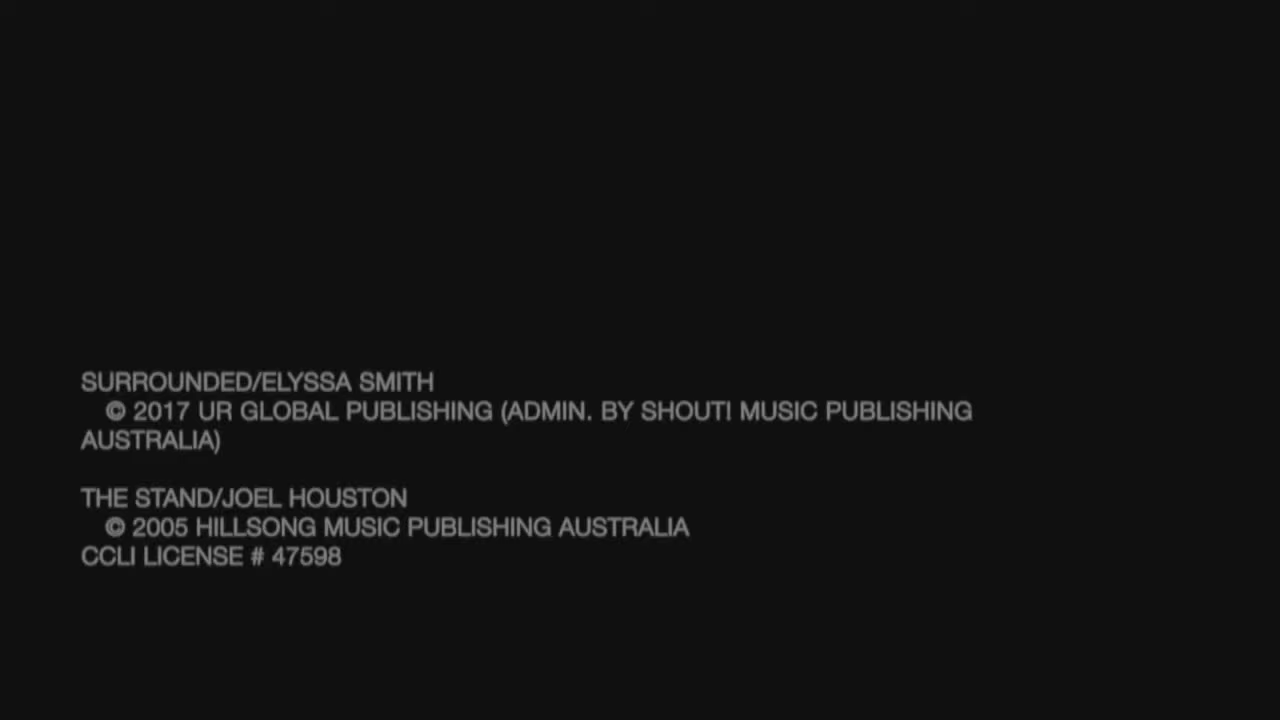 SURROUNDED/ELYSSA SMITH
© 2017 UR GLOBAL PUBLISHING (ADMIN. BY SHOUT! MUSIC PUBLISHING
AUSTRALIA)
THE STAND/JOEL HOUSTON
© 2005 HILLSONG MUSIC PUBLISHING AUSTRALIA
CCLI LICENSE # 47598